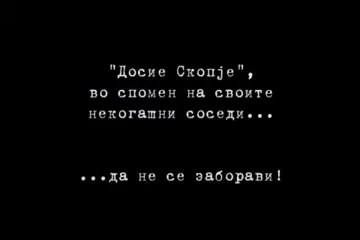 "Досие Скопје",
во спомен на своите
некогашни соседи...
...да не се заборави!